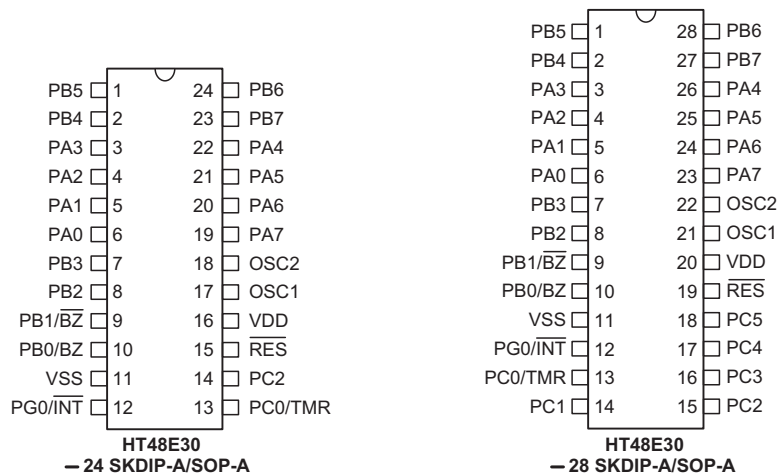 PB5 1 24 PB6
PB4 2 23 PB7
PA3 3 22 PA4
PA2 4 21 PA5
PA1 5 20 PA6
PA0 6 19 PA7
PB3 7 18 OSC2
PB2 8 17 OSC1
PB1/B̅Z̅ 9 16 VDD
PB0/BZ 10 15 R̅E̅S̅
VSS 11 14 PC2
PG0/I̅N̅T̅ 12 13 PC0/TMR
HT48E30
– 24 SKDIP-A/SOP-A
PB5 1 28 PB6
PB4 2 27 PB7
PA3 3 26 PA4
PA2 4 25 PA5
PA1 5 24 PA6
PA0 6 23 PA7
PB3 7 22 OSC2
PB2 8 21 OSC1
PB1/B̅Z̅ 9 20 VDD
PB0/BZ 10 19 R̅E̅S̅
VSS 11 18 PC5
PG0/I̅N̅T̅ 12 17 PC4
PC0/TMR 13 16 PC3
PC1 14 15 PC2
HT48E30
– 28 SKDIP-A/SOP-A